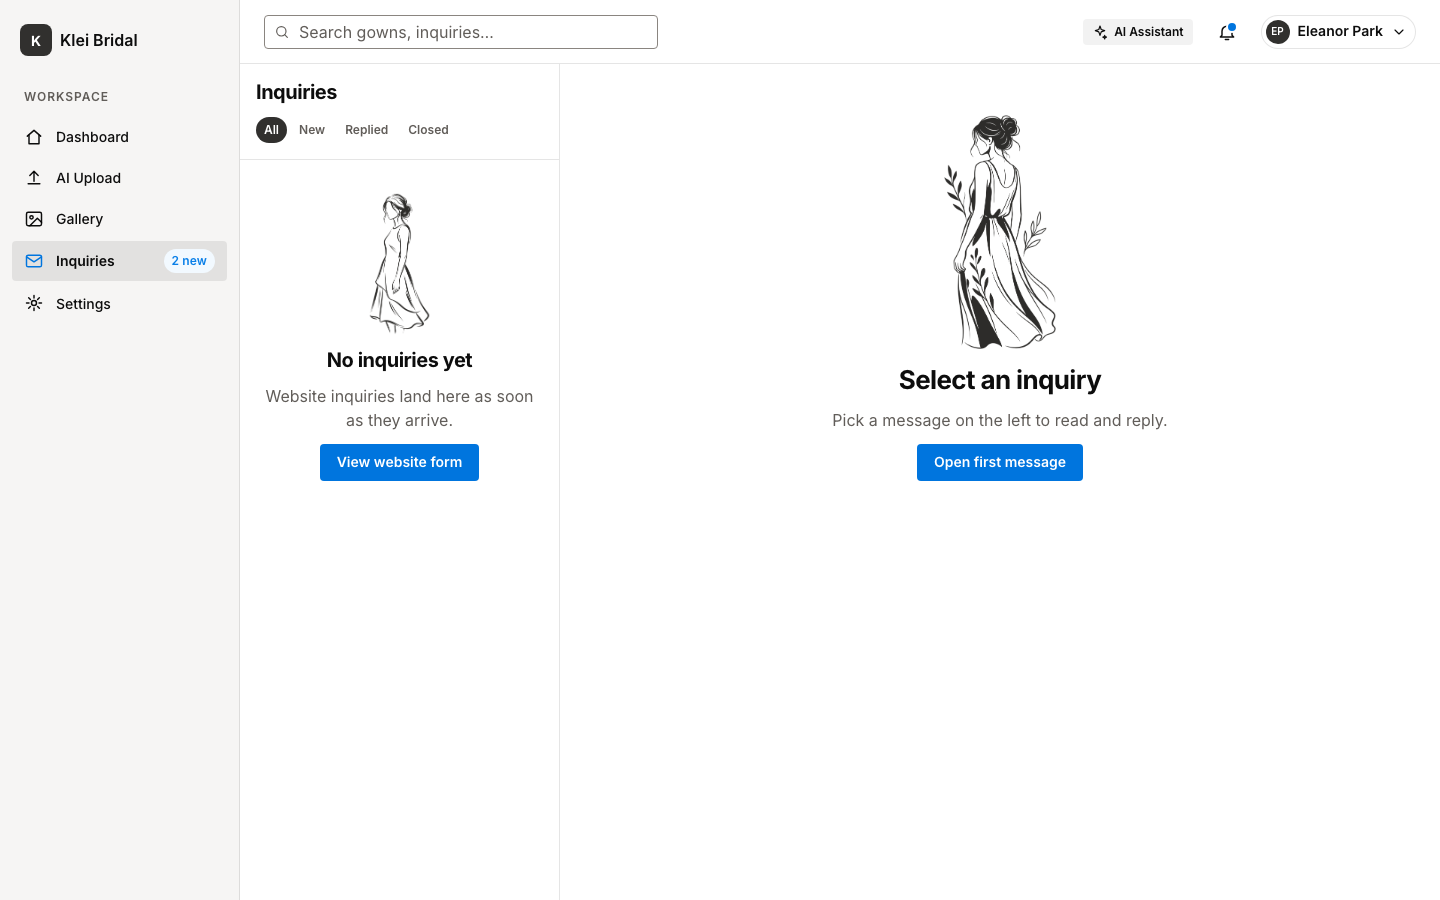 K
Klei Bridal
WORKSPACE
Dashboard
AI Upload
Gallery
Inquiries
2 new
Settings
Search gowns, inquiries...
AI Assistant
EP
Eleanor Park
Inquiries
All
New
Replied
Closed
No inquiries yet
Website inquiries land here as soon
as they arrive.
View website form
Select an inquiry
Pick a message on the left to read and reply.
Open first message